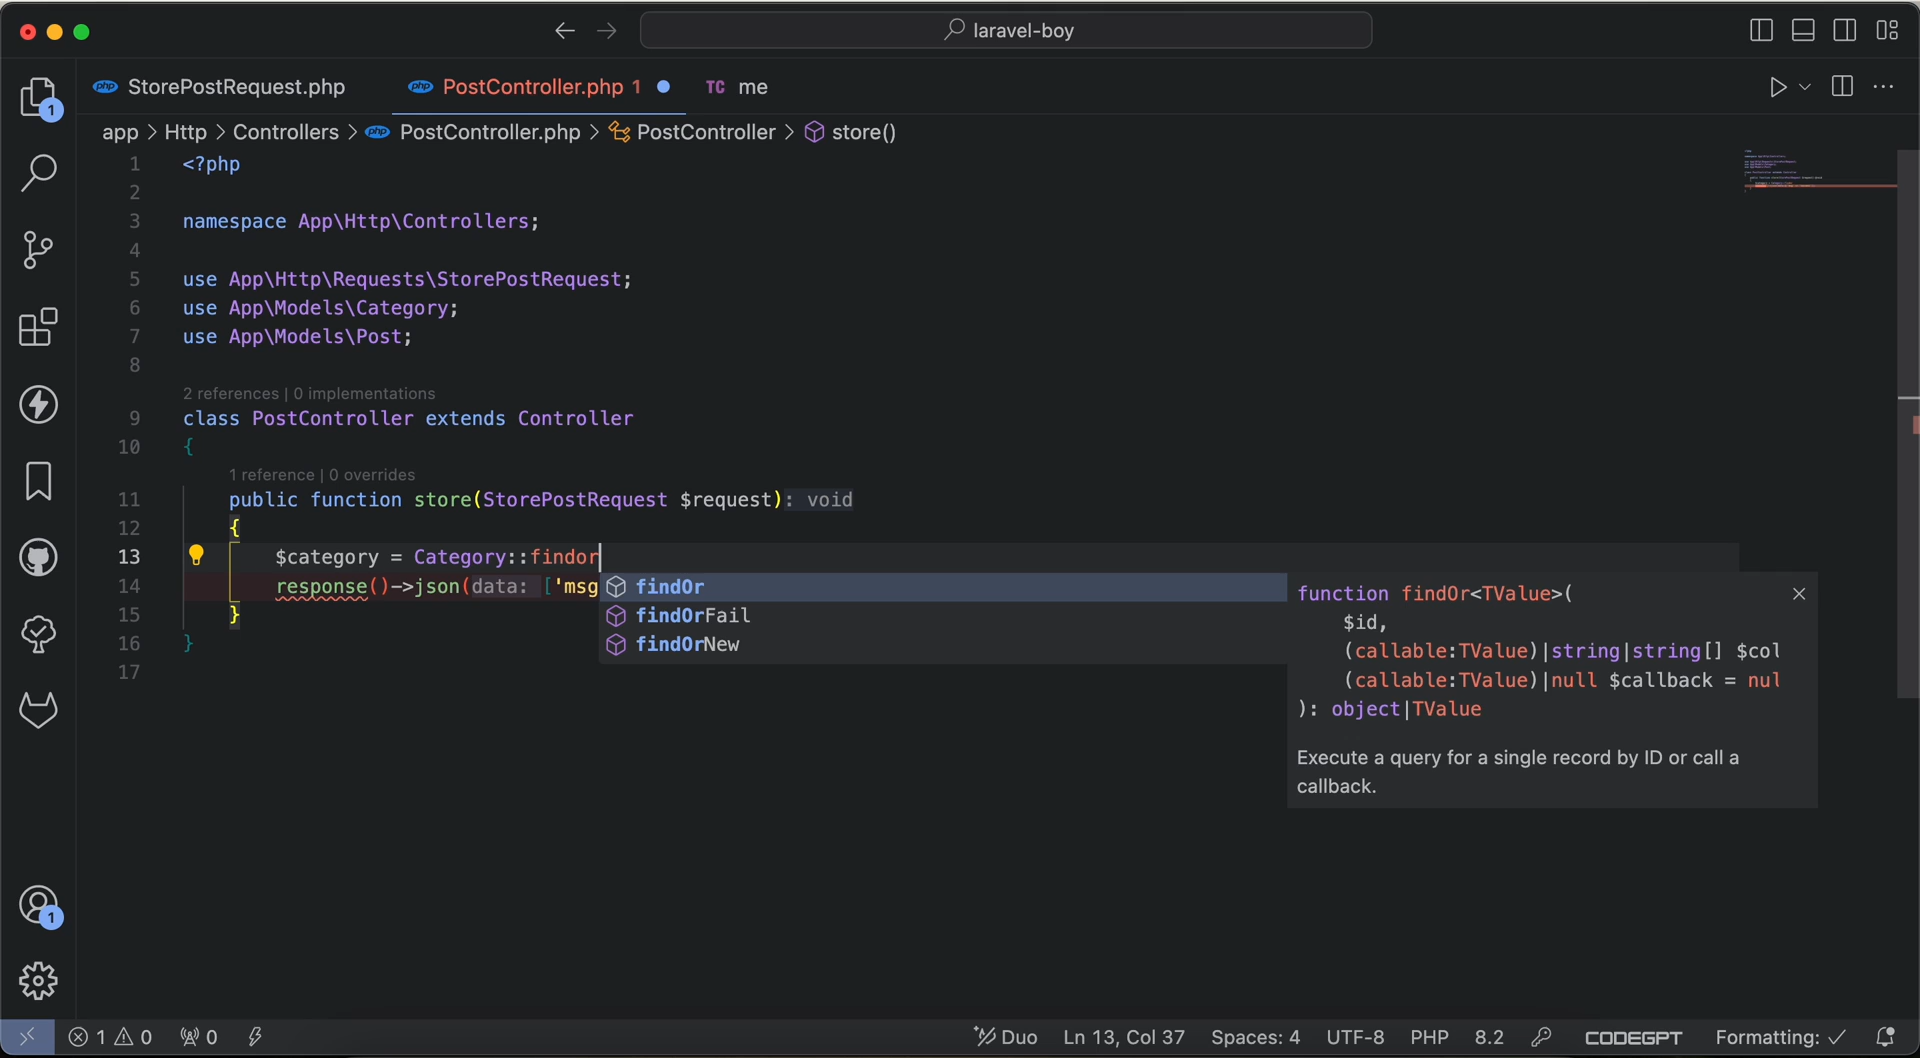 laravel-boy
php StorePostRequest.php
php PostController.php 1
TC me
app > Http > Controllers > php PostController.php > PostController > store()
1 <?php
2
3 namespace App\Http\Controllers;
4
5 use App\Http\Requests\StorePostRequest;
6 use App\Models\Category;
7 use App\Models\Post;
8
2 references | 0 implementations
9 class PostController extends Controller
10 {
1 reference | 0 overrides
11 public function store(StorePostRequest $request): void
12 {
13 $category = Category::findor
14 response()->json(data: ['msg
15 }
16 }
17
findOr
findOrFail
findOrNew
function findOr<TValue>(
$id,
(callable:TValue)|string|string[] $col
(callable:TValue)|null $callback = nul
): object|TValue
Execute a query for a single record by ID or call a
callback.
1
1
1 0 0 Duo Ln 13, Col 37 Spaces: 4 UTF-8 PHP 8.2 CODEGPT Formatting: ✓